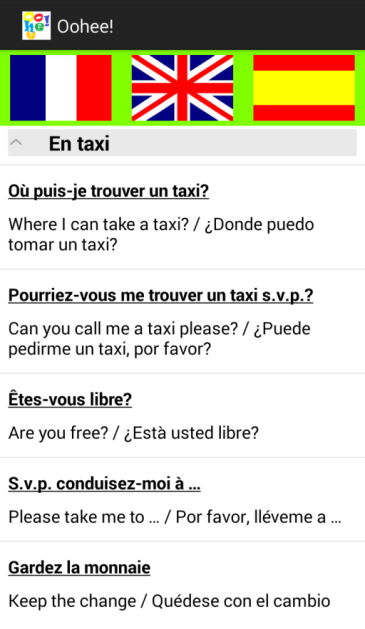 Oohee!
En taxi
Où puis-je trouver un taxi?
Where I can take a taxi? / ¿Donde puedo
tomar un taxi?
Pourriez-vous me trouver un taxi s.v.p.?
Can you call me a taxi please? / ¿Puede
pedirme un taxi, por favor?
Êtes-vous libre?
Are you free? / ¿Està usted libre?
S.v.p. conduisez-moi à ...
Please take me to ... / Por favor, lléveme a ...
Gardez la monnaie
Keep the change / Quédese con el cambio